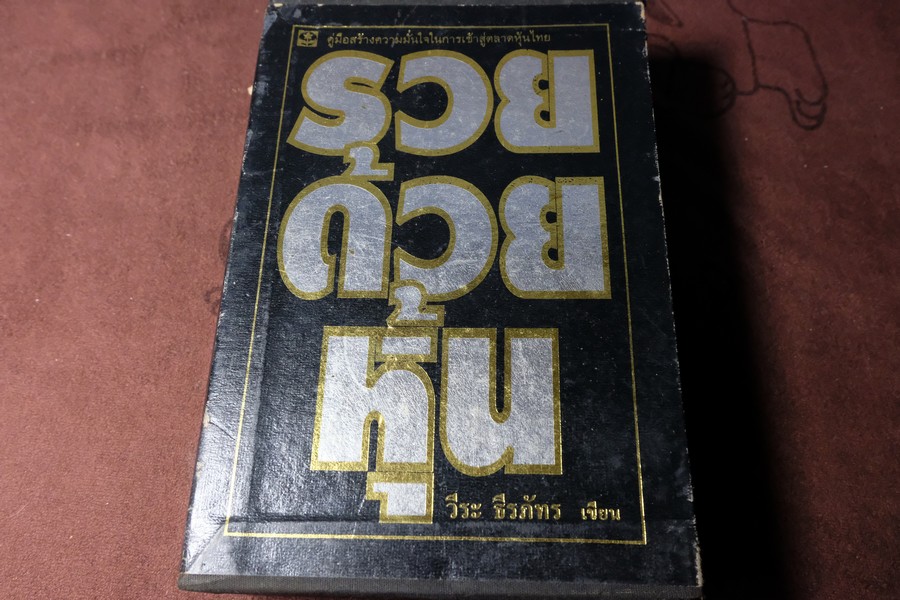 คู่มือสร้างความมั่นใจในการเข้าสู่ตลาดหุ้นไทย
รวย
ด้วย
หุ้น
วีระ ธีรภัทร เขียน